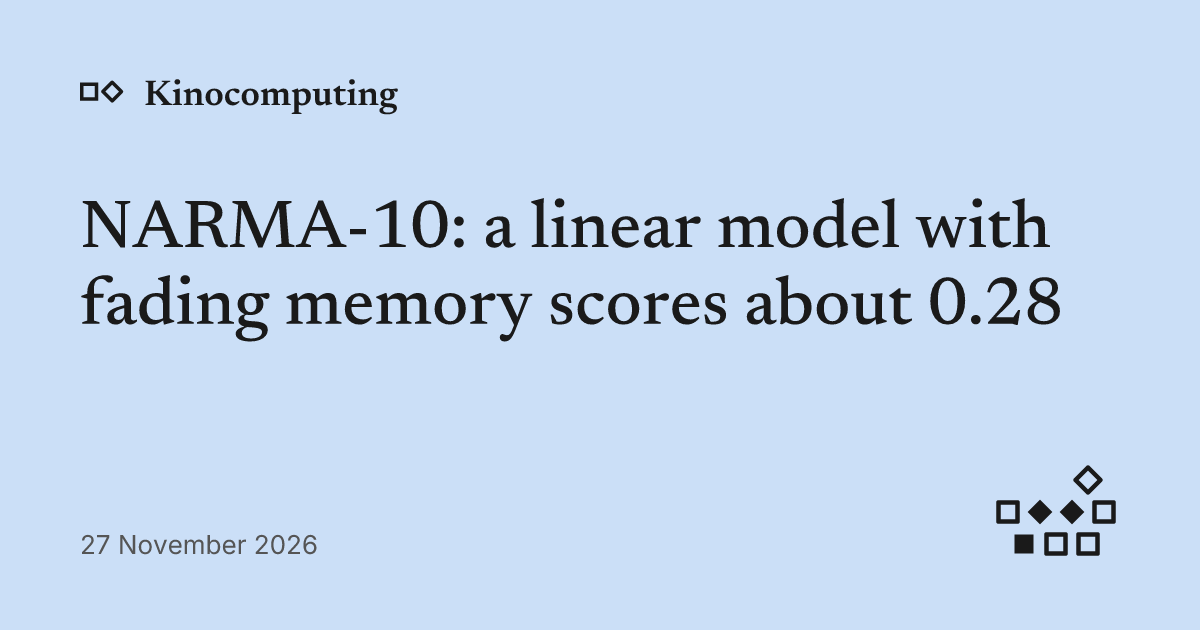 Kinocomputing
NARMA-10: a linear model with
fading memory scores about 0.28
27 November 2026